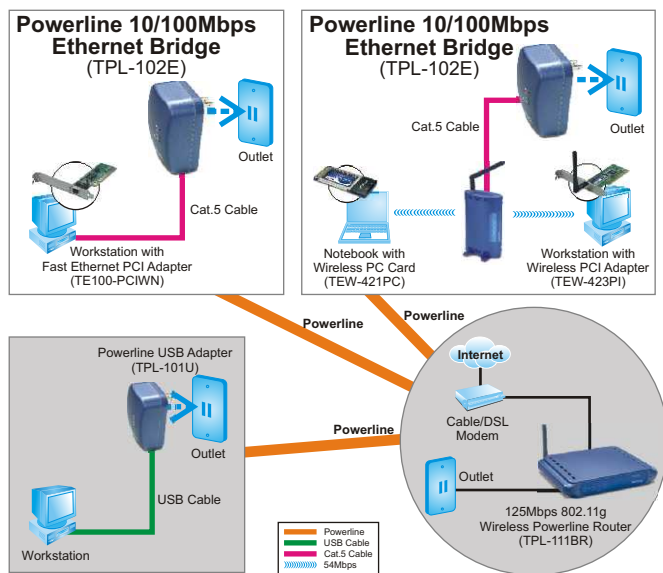 Powerline 10/100Mbps
Ethernet Bridge
(TPL-102E)
Outlet
Cat.5 Cable
Workstation with
Fast Ethernet PCI Adapter
(TE100-PCIWN)
Powerline 10/100Mbps
Ethernet Bridge
(TPL-102E)
Cat.5 Cable
Outlet
Notebook with
Wireless PC Card
(TEW-421PC)
Workstation with
Wireless PCI Adapter
(TEW-423PI)
Powerline
Powerline
Powerline USB Adapter
(TPL-101U)
Outlet
USB Cable
Workstation
Powerline
Internet
Cable/DSL
Modem
Outlet
125Mbps 802.11g
Wireless Powerline Router
(TPL-111BR)
Powerline
USB Cable
Cat.5 Cable
54Mbps